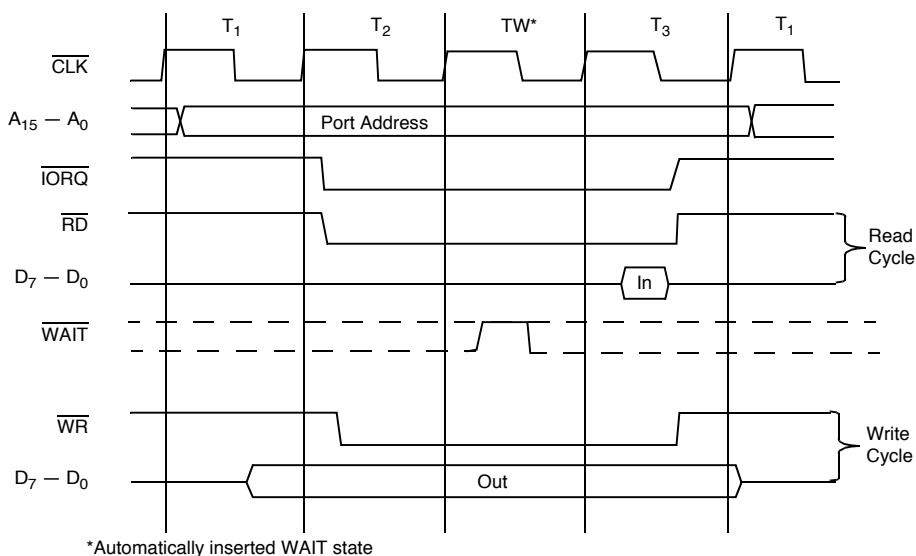 T₁ T₂ TW* T₃ T₁
CLK
A₁₅ — A₀ Port Address
IORQ
RD
Read
Cycle
D₇ — D₀ In
WAIT
WR
Write
Cycle
D₇ — D₀ Out
*Automatically inserted WAIT state